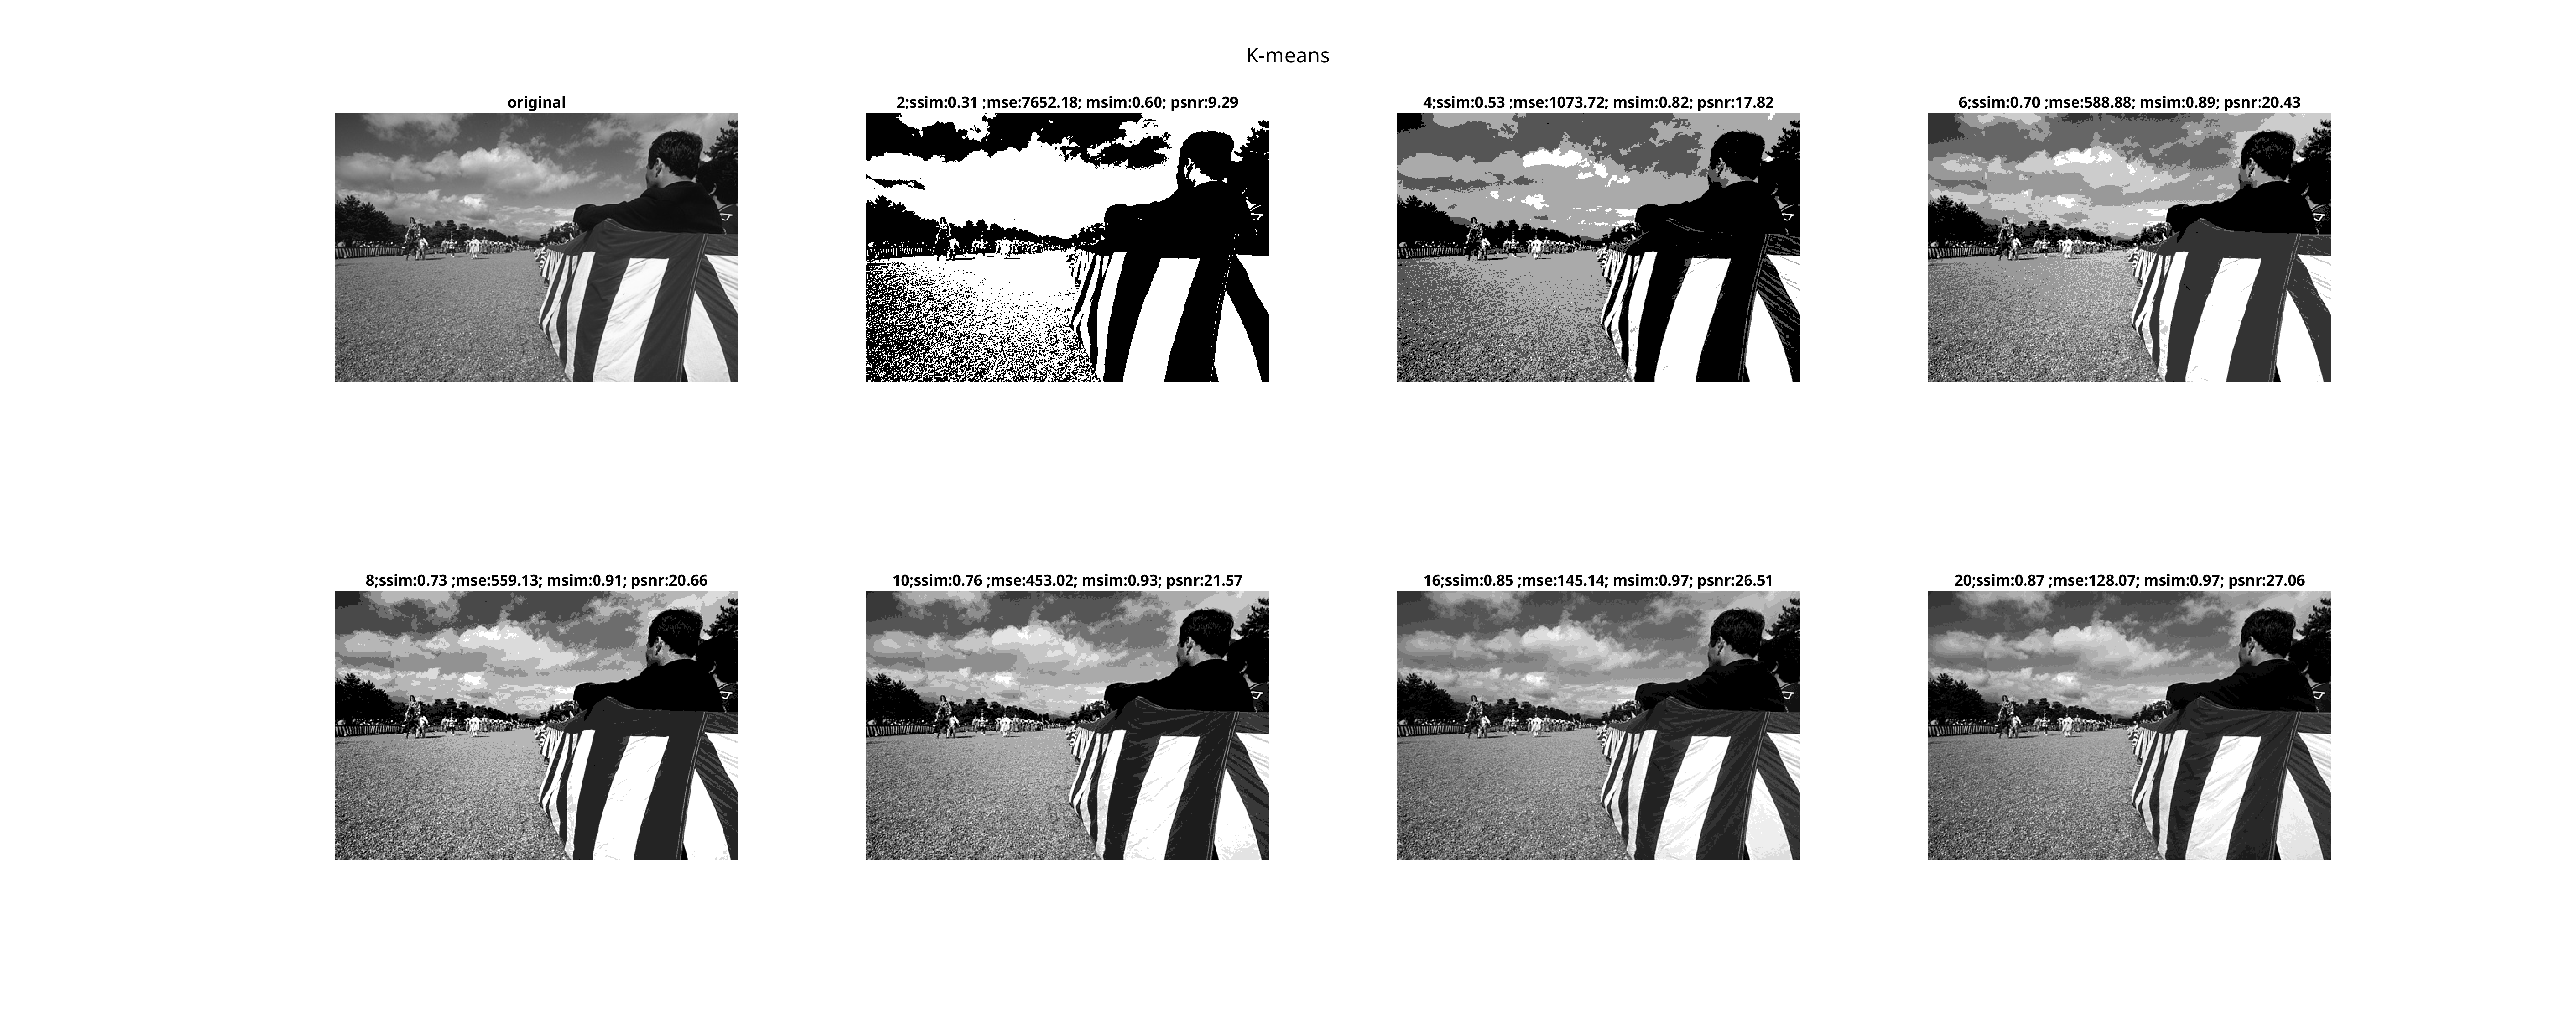 K-means
original
2;ssim:0.31 ;mse:7652.18; msim:0.60; psnr:9.29
4;ssim:0.53 ;mse:1073.72; msim:0.82; psnr:17.82
6;ssim:0.70 ;mse:588.88; msim:0.89; psnr:20.43
8;ssim:0.73 ;mse:559.13; msim:0.91; psnr:20.66
10;ssim:0.76 ;mse:453.02; msim:0.93; psnr:21.57
16;ssim:0.85 ;mse:145.14; msim:0.97; psnr:26.51
20;ssim:0.87 ;mse:128.07; msim:0.97; psnr:27.06